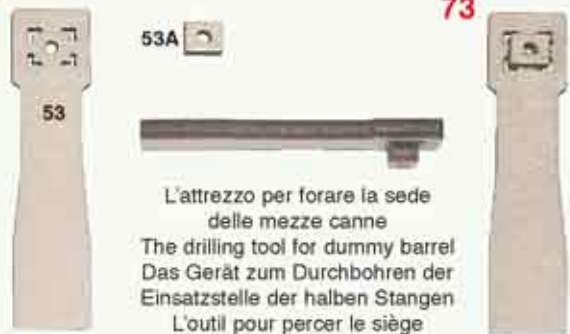 73
53A
53
L'attrezzo per forare la sede
delle mezze canne
The drilling tool for dummy barrel
Das Gerät zum Durchbohren der
Einsatzstelle der halben Stangen
L'outil pour percer le siège